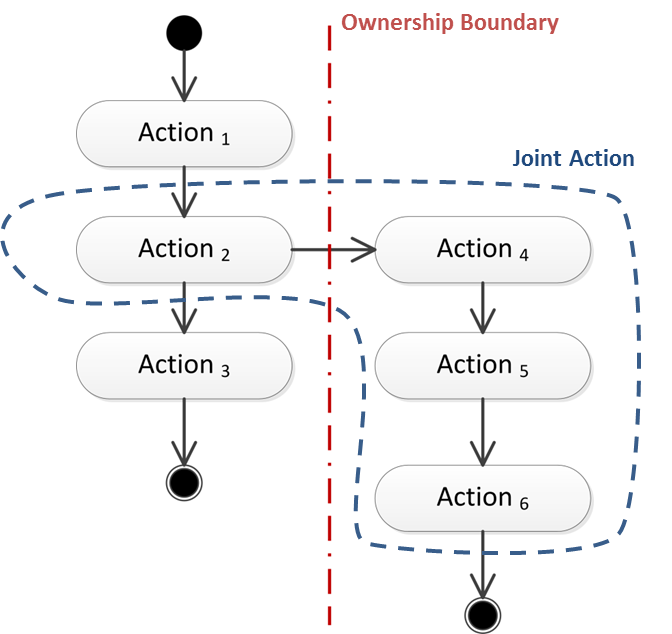 Ownership Boundary
Action 1
Joint Action
Action 2
Action 4
Action 3
Action 5
Action 6